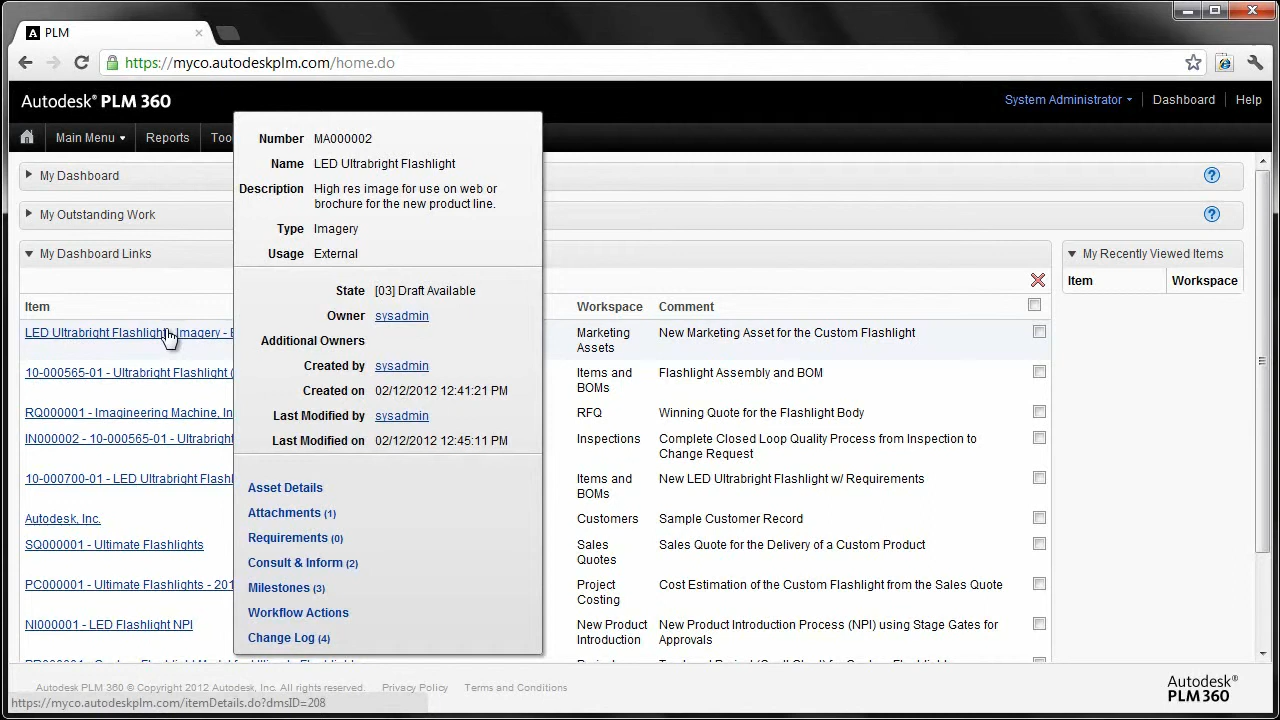 PLM
https://myco.autodeskplm.com/home.do
Autodesk® PLM 360
System Administrator
Dashboard
Help
Main Menu
Reports
Too
My Dashboard
My Outstanding Work
My Dashboard Links
My Recently Viewed Items
Item
Workspace
Number MA000002
Name LED Ultrabright Flashlight
Description High res image for use on web or
brochure for the new product line.
Type Imagery
Usage External
State [03] Draft Available
Owner sysadmin
Additional Owners
Created by sysadmin
Created on 02/12/2012 12:41:21 PM
Last Modified by sysadmin
Last Modified on 02/12/2012 12:45:11 PM
Asset Details
Attachments (1)
Requirements (0)
Consult & Inform (2)
Milestones (3)
Workflow Actions
Change Log (4)
Item Workspace Comment
LED Ultrabright Flashlight Imagery - Marketing New Marketing Asset for the Custom Flashlight
Assets
10-000565-01 - Ultrabright Flashlight ( Items and Flashlight Assembly and BOM
BOMs
RQ000001 - Imagineering Machine, In RFQ Winning Quote for the Flashlight Body
IN000002 - 10-000565-01 - Ultrabright Inspections Complete Closed Loop Quality Process from Inspection to
Change Request
10-000700-01 - LED Ultrabright Flashl Items and New LED Ultrabright Flashlight w/ Requirements
BOMs
Autodesk, Inc. Customers Sample Customer Record
SQ000001 - Ultimate Flashlights Sales Sales Quote for the Delivery of a Custom Product
Quotes
PC000001 - Ultimate Flashlights - 201 Project Cost Estimation of the Custom Flashlight from the Sales Quote
Costing
NI000001 - LED Flashlight NPI New Product New Product Introduction Process (NPI) using Stage Gates for
Introduction Approvals
Autodesk PLM 360 © Copyright 2012 Autodesk, Inc. All rights reserved. Privacy Policy Terms and Conditions
https://myco.autodeskplm.com/itemDetails.do?dmsID=208
Autodesk®
PLM 360